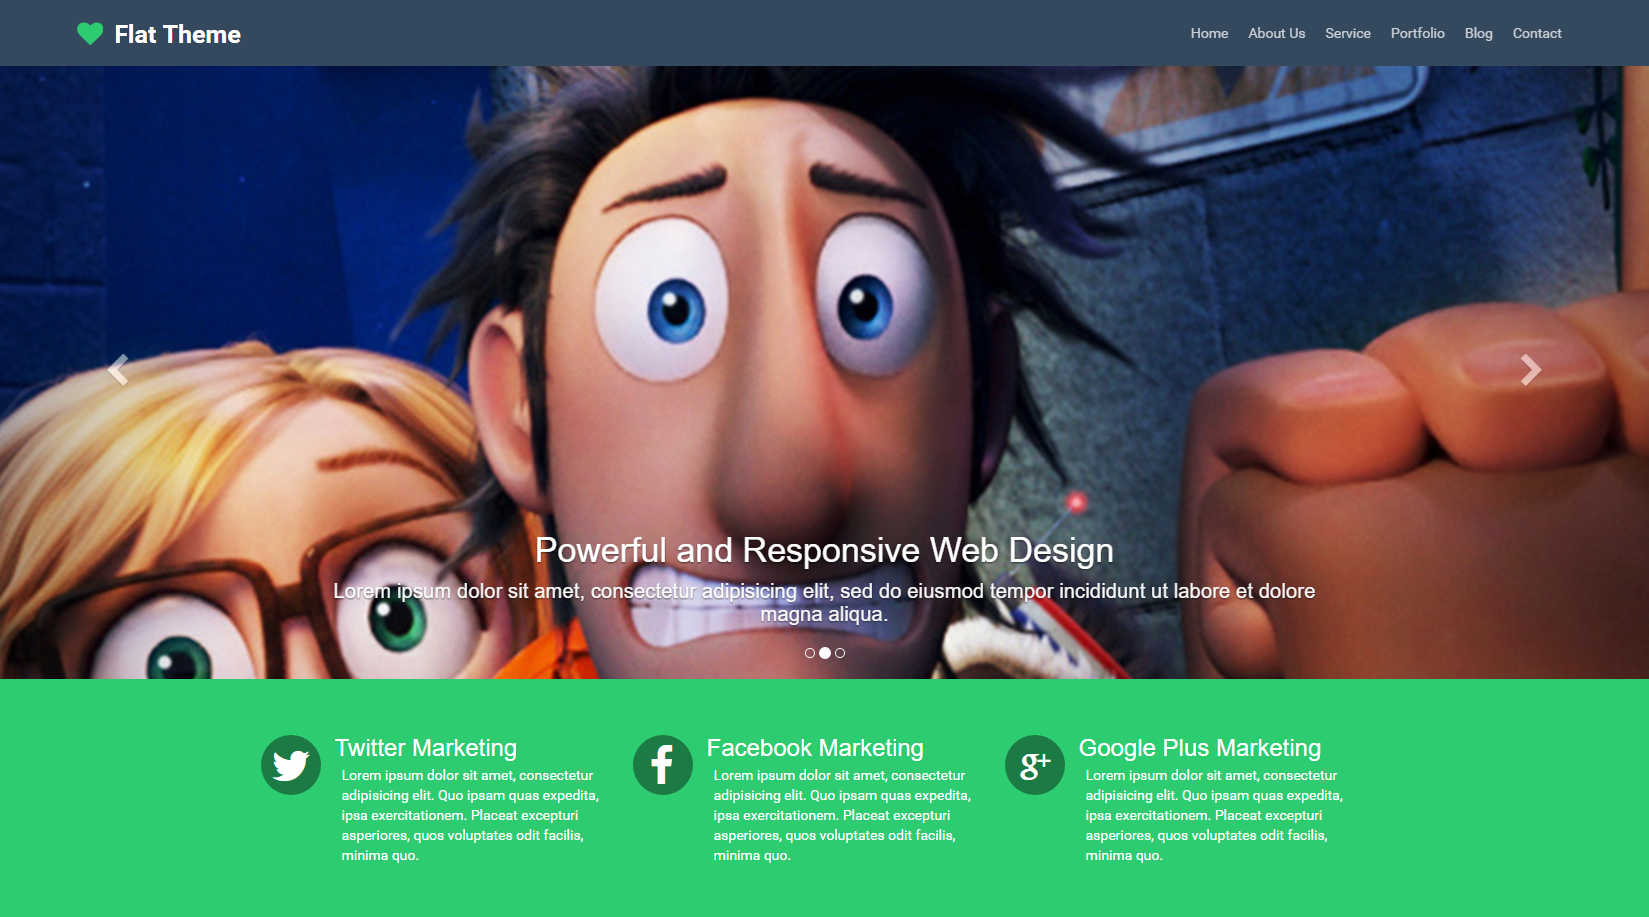 Flat Theme
Home About Us Service Portfolio Blog Contact
Powerful and Responsive Web Design
Lorem ipsum dolor sit amet, consectetur adipisicing elit, sed do eiusmod tempor incididunt ut labore et dolore
magna aliqua.
Twitter Marketing
Lorem ipsum dolor sit amet, consectetur
adipisicing elit. Quo ipsam quas expedita,
ipsa exercitationem. Placeat excepturi
asperiores, quos voluptates odit facilis,
minima quo.
Facebook Marketing
Lorem ipsum dolor sit amet, consectetur
adipisicing elit. Quo ipsam quas expedita,
ipsa exercitationem. Placeat excepturi
asperiores, quos voluptates odit facilis,
minima quo.
Google Plus Marketing
Lorem ipsum dolor sit amet, consectetur
adipisicing elit. Quo ipsam quas expedita,
ipsa exercitationem. Placeat excepturi
asperiores, quos voluptates odit facilis,
minima quo.